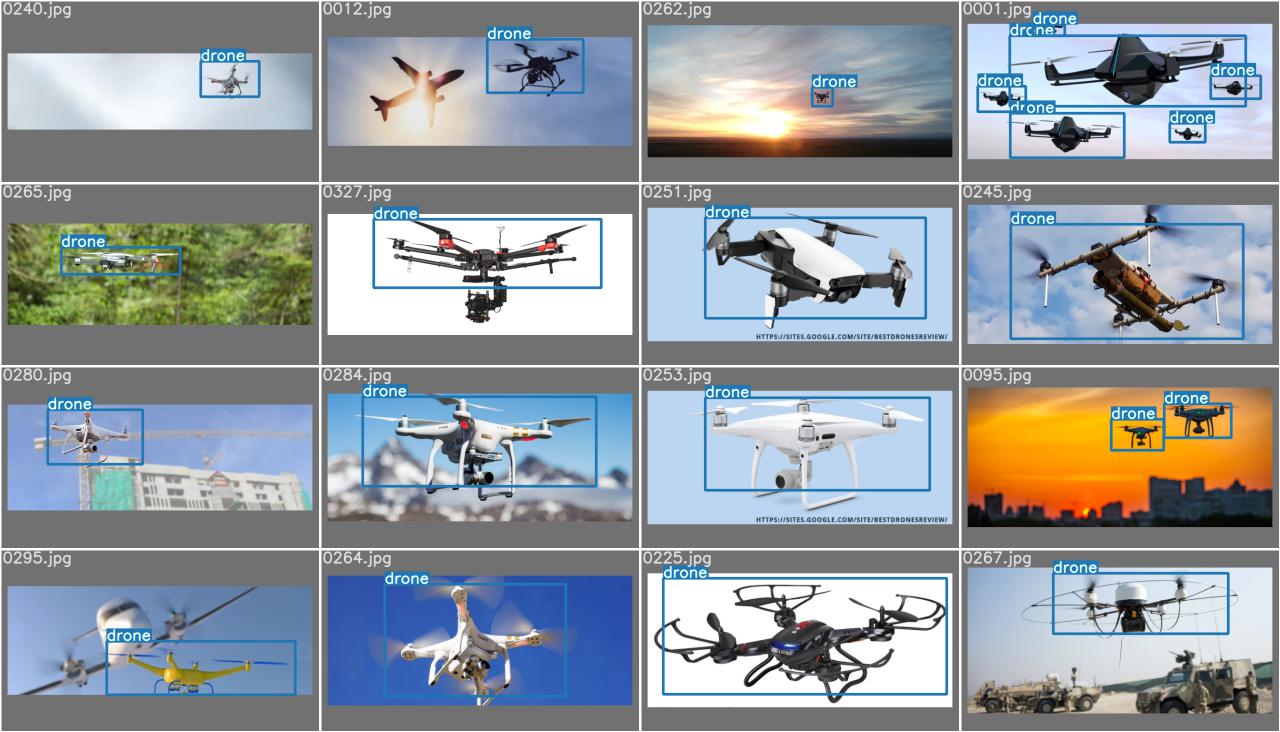 0240.jpg
drone
0012.jpg
drone
0262.jpg
drone
0001.jpg
drone
drone
drone
drone
drone
drone
0265.jpg
drone
0327.jpg
drone
0251.jpg
drone
HTTPS://SITES.GOOGLE.COM/SITE/BESTDRONESREVIEW/
0245.jpg
drone
0280.jpg
drone
0284.jpg
drone
0253.jpg
drone
HTTPS://SITES.GOOGLE.COM/SITE/BESTDRONESREVIEW/
0095.jpg
drone
drone
0295.jpg
drone
0264.jpg
drone
0225.jpg
drone
0267.jpg
drone